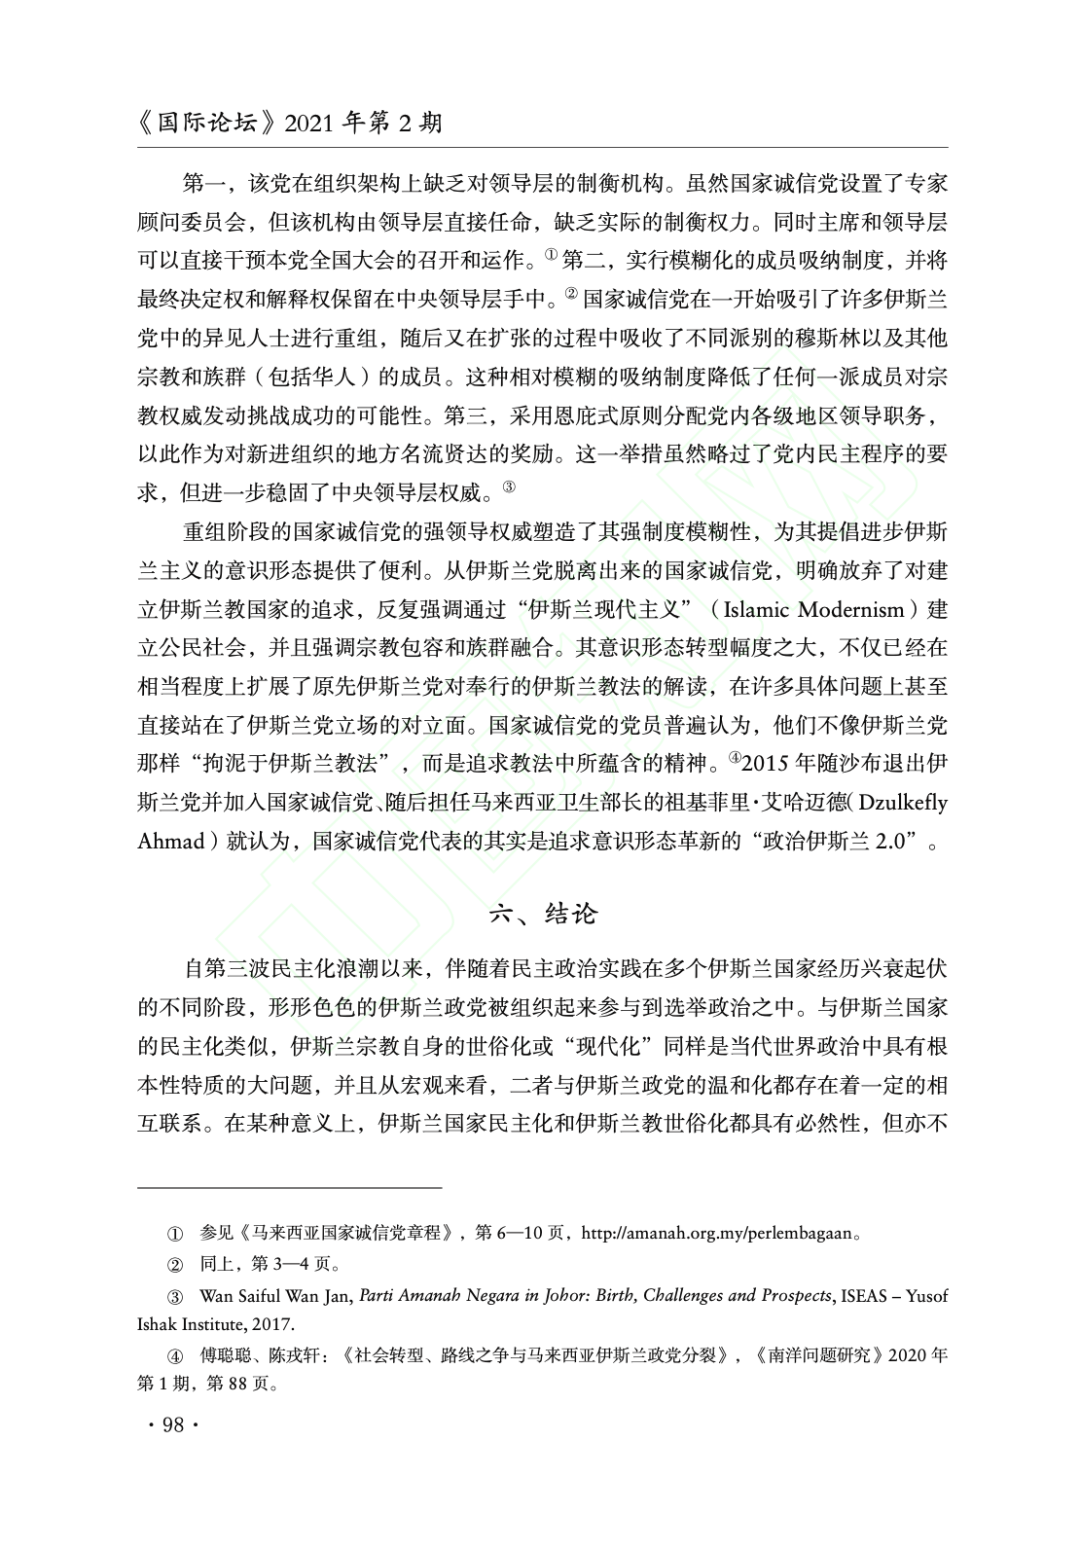 《国际论坛》2021 年第 2 期
第一，该党在组织架构上缺乏对领导层的制衡机构。虽然国家诚信党设置了专家
顾问委员会，但该机构由领导层直接任命，缺乏实际的制衡权力。同时主席和领导层
可以直接干预本党全国大会的召开和运作。①第二，实行模糊化的成员吸纳制度，并将
最终决定权和解释权保留在中央领导层手中。②国家诚信党在一开始吸引了许多伊斯兰
党中的异见人士进行重组，随后又在扩张的过程中吸收了不同派别的穆斯林以及其他
宗教和族群（包括华人）的成员。这种相对模糊的吸纳制度降低了任何一派成员对宗
教权威发动挑战成功的可能性。第三，采用恩庇式原则分配党内各级地区领导职务，
以此作为对新进组织的地方名流贤达的奖励。这一举措虽然略过了党内民主程序的要
求，但进一步稳固了中央领导层权威。③
重组阶段的国家诚信党的强领导权威塑造了其强制度模糊性，为其提倡进步伊斯
兰主义的意识形态提供了便利。从伊斯兰党脱离出来的国家诚信党，明确放弃了对建
立伊斯兰教国家的追求，反复强调通过“伊斯兰现代主义”（Islamic Modernism）建
立公民社会，并且强调宗教包容和族群融合。其意识形态转型幅度之大，不仅已经在
相当程度上扩展了原先伊斯兰党对奉行的伊斯兰教法的解读，在许多具体问题上甚至
直接站在了伊斯兰党立场的对立面。国家诚信党的党员普遍认为，他们不像伊斯兰党
那样“拘泥于伊斯兰教法”，而是追求教法中所蕴含的精神。④2015 年随沙布退出伊
斯兰党并加入国家诚信党、随后担任马来西亚卫生部长的祖基菲里·艾哈迈德（Dzulkefly
Ahmad）就认为，国家诚信党代表的其实是追求意识形态革新的“政治伊斯兰 2.0”。
六、结论
自第三波民主化浪潮以来，伴随着民主政治实践在多个伊斯兰国家经历兴衰起伏
的不同阶段，形形色色的伊斯兰政党被组织起来参与到选举政治之中。与伊斯兰国家
的民主化类似，伊斯兰宗教自身的世俗化或“现代化”同样是当代世界政治中具有根
本性特质的大问题，并且从宏观来看，二者与伊斯兰政党的温和化都存在着一定的相
互联系。在某种意义上，伊斯兰国家民主化和伊斯兰教世俗化都具有必然性，但亦不
① 参见《马来西亚国家诚信党章程》，第 6—10 页，http://amanah.org.my/perlembagaan。
② 同上，第 3—4 页。
③ Wan Saiful Wan Jan, Parti Amanah Negara in Johor: Birth, Challenges and Prospects, ISEAS – Yusof
Ishak Institute, 2017.
④ 傅聪聪、陈戎轩：《社会转型、路线之争与马来西亚伊斯兰政党分裂》，《南洋问题研究》2020 年
第 1 期，第 88 页。
· 98 ·